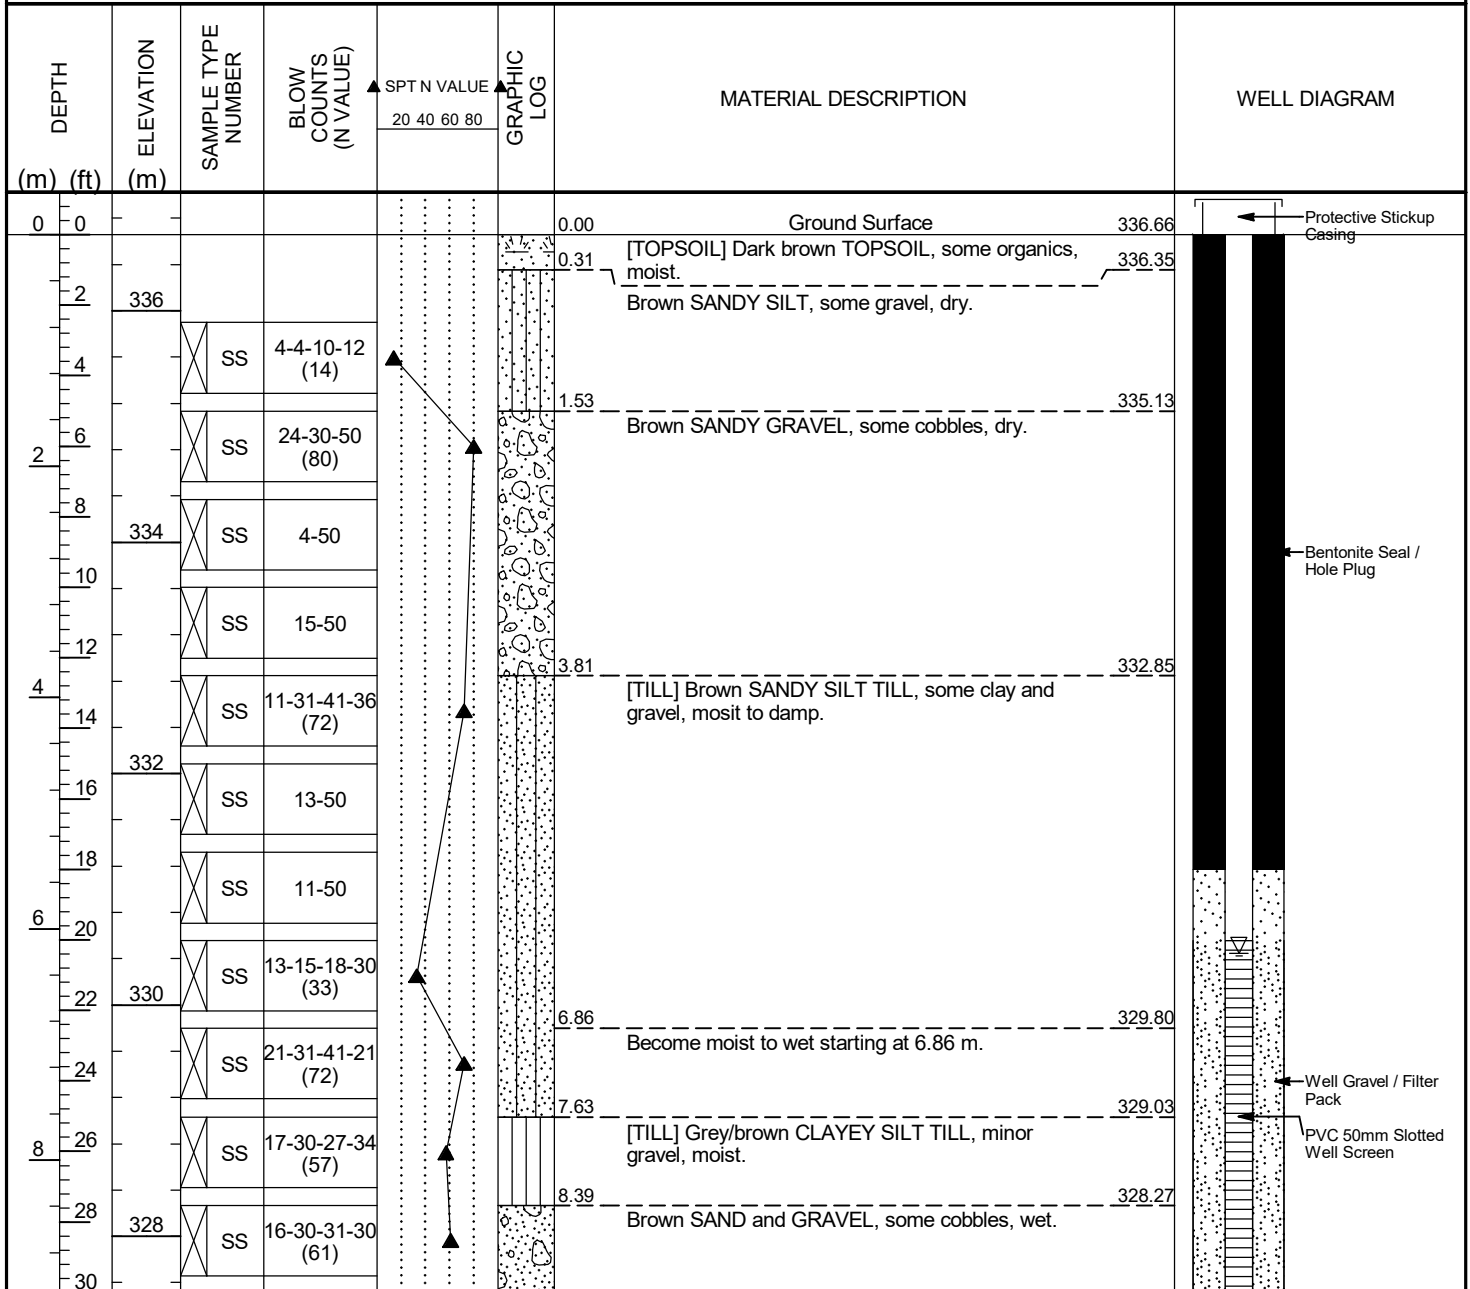 DEPTH
(m) (ft)
ELEVATION
(m)
SAMPLE TYPE
NUMBER
BLOW
COUNTS
(N VALUE)
SPT N VALUE
20 40 60 80
GRAPHIC
LOG
MATERIAL DESCRIPTION
WELL DIAGRAM
0 0
0.00 Ground Surface 336.66
Protective Stickup
Casing
[TOPSOIL] Dark brown TOPSOIL, some organics,
moist.
0.31 336.35
2
336
Brown SANDY SILT, some gravel, dry.
4
SS
4-4-10-12
(14)
1.53 335.13
Brown SANDY GRAVEL, some cobbles, dry.
2
6
SS
24-30-50
(80)
8
334
SS
4-50
Bentonite Seal /
Hole Plug
10
SS
15-50
12
3.81 332.85
[TILL] Brown SANDY SILT TILL, some clay and
gravel, mosit to damp.
4
14
SS
11-31-41-36
(72)
332
16
SS
13-50
18
SS
11-50
6
20
SS
13-15-18-30
(33)
22
330
6.86 329.80
Become moist to wet starting at 6.86 m.
SS
21-31-41-21
(72)
24
Well Gravel / Filter
Pack
7.63 329.03
[TILL] Grey/brown CLAYEY SILT TILL, minor
gravel, moist.
PVC 50mm Slotted
Well Screen
8
26
SS
17-30-27-34
(57)
8.39 328.27
Brown SAND and GRAVEL, some cobbles, wet.
28
328
SS
16-30-31-30
(61)
30